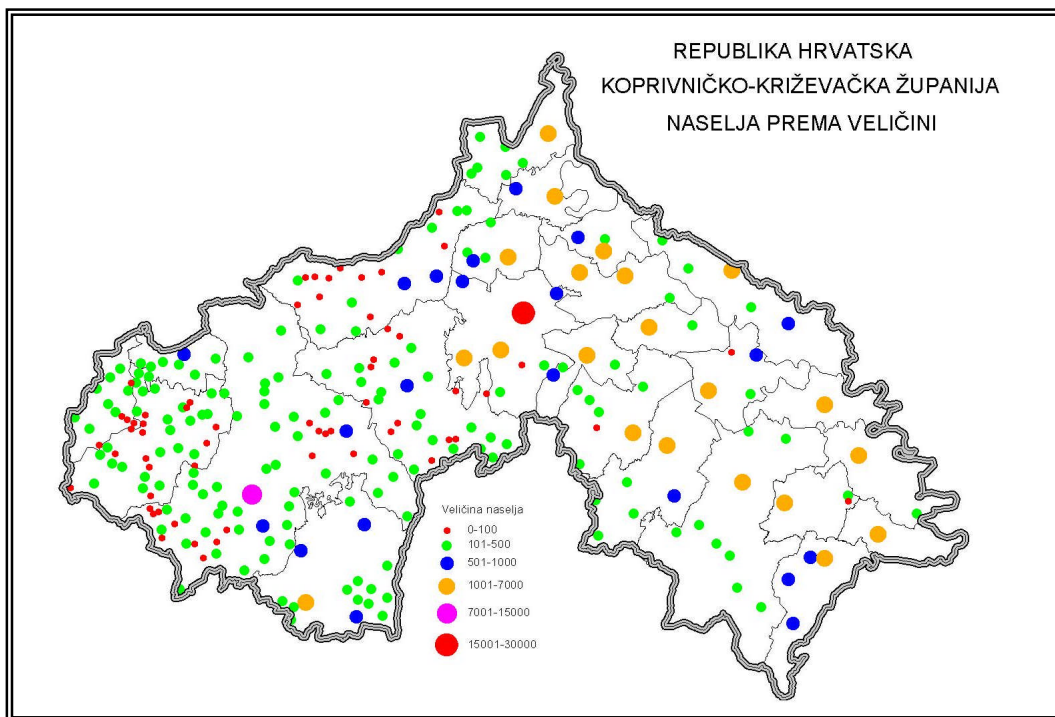 REPUBLIKA HRVATSKA
KOPRIVNIČKO-KRIŽEVAČKA ŽUPANIJA
NASELJA PREMA VELIČINI
Veličina naselja
0-100
101-500
501-1000
1001-7000
7001-15000
15001-30000